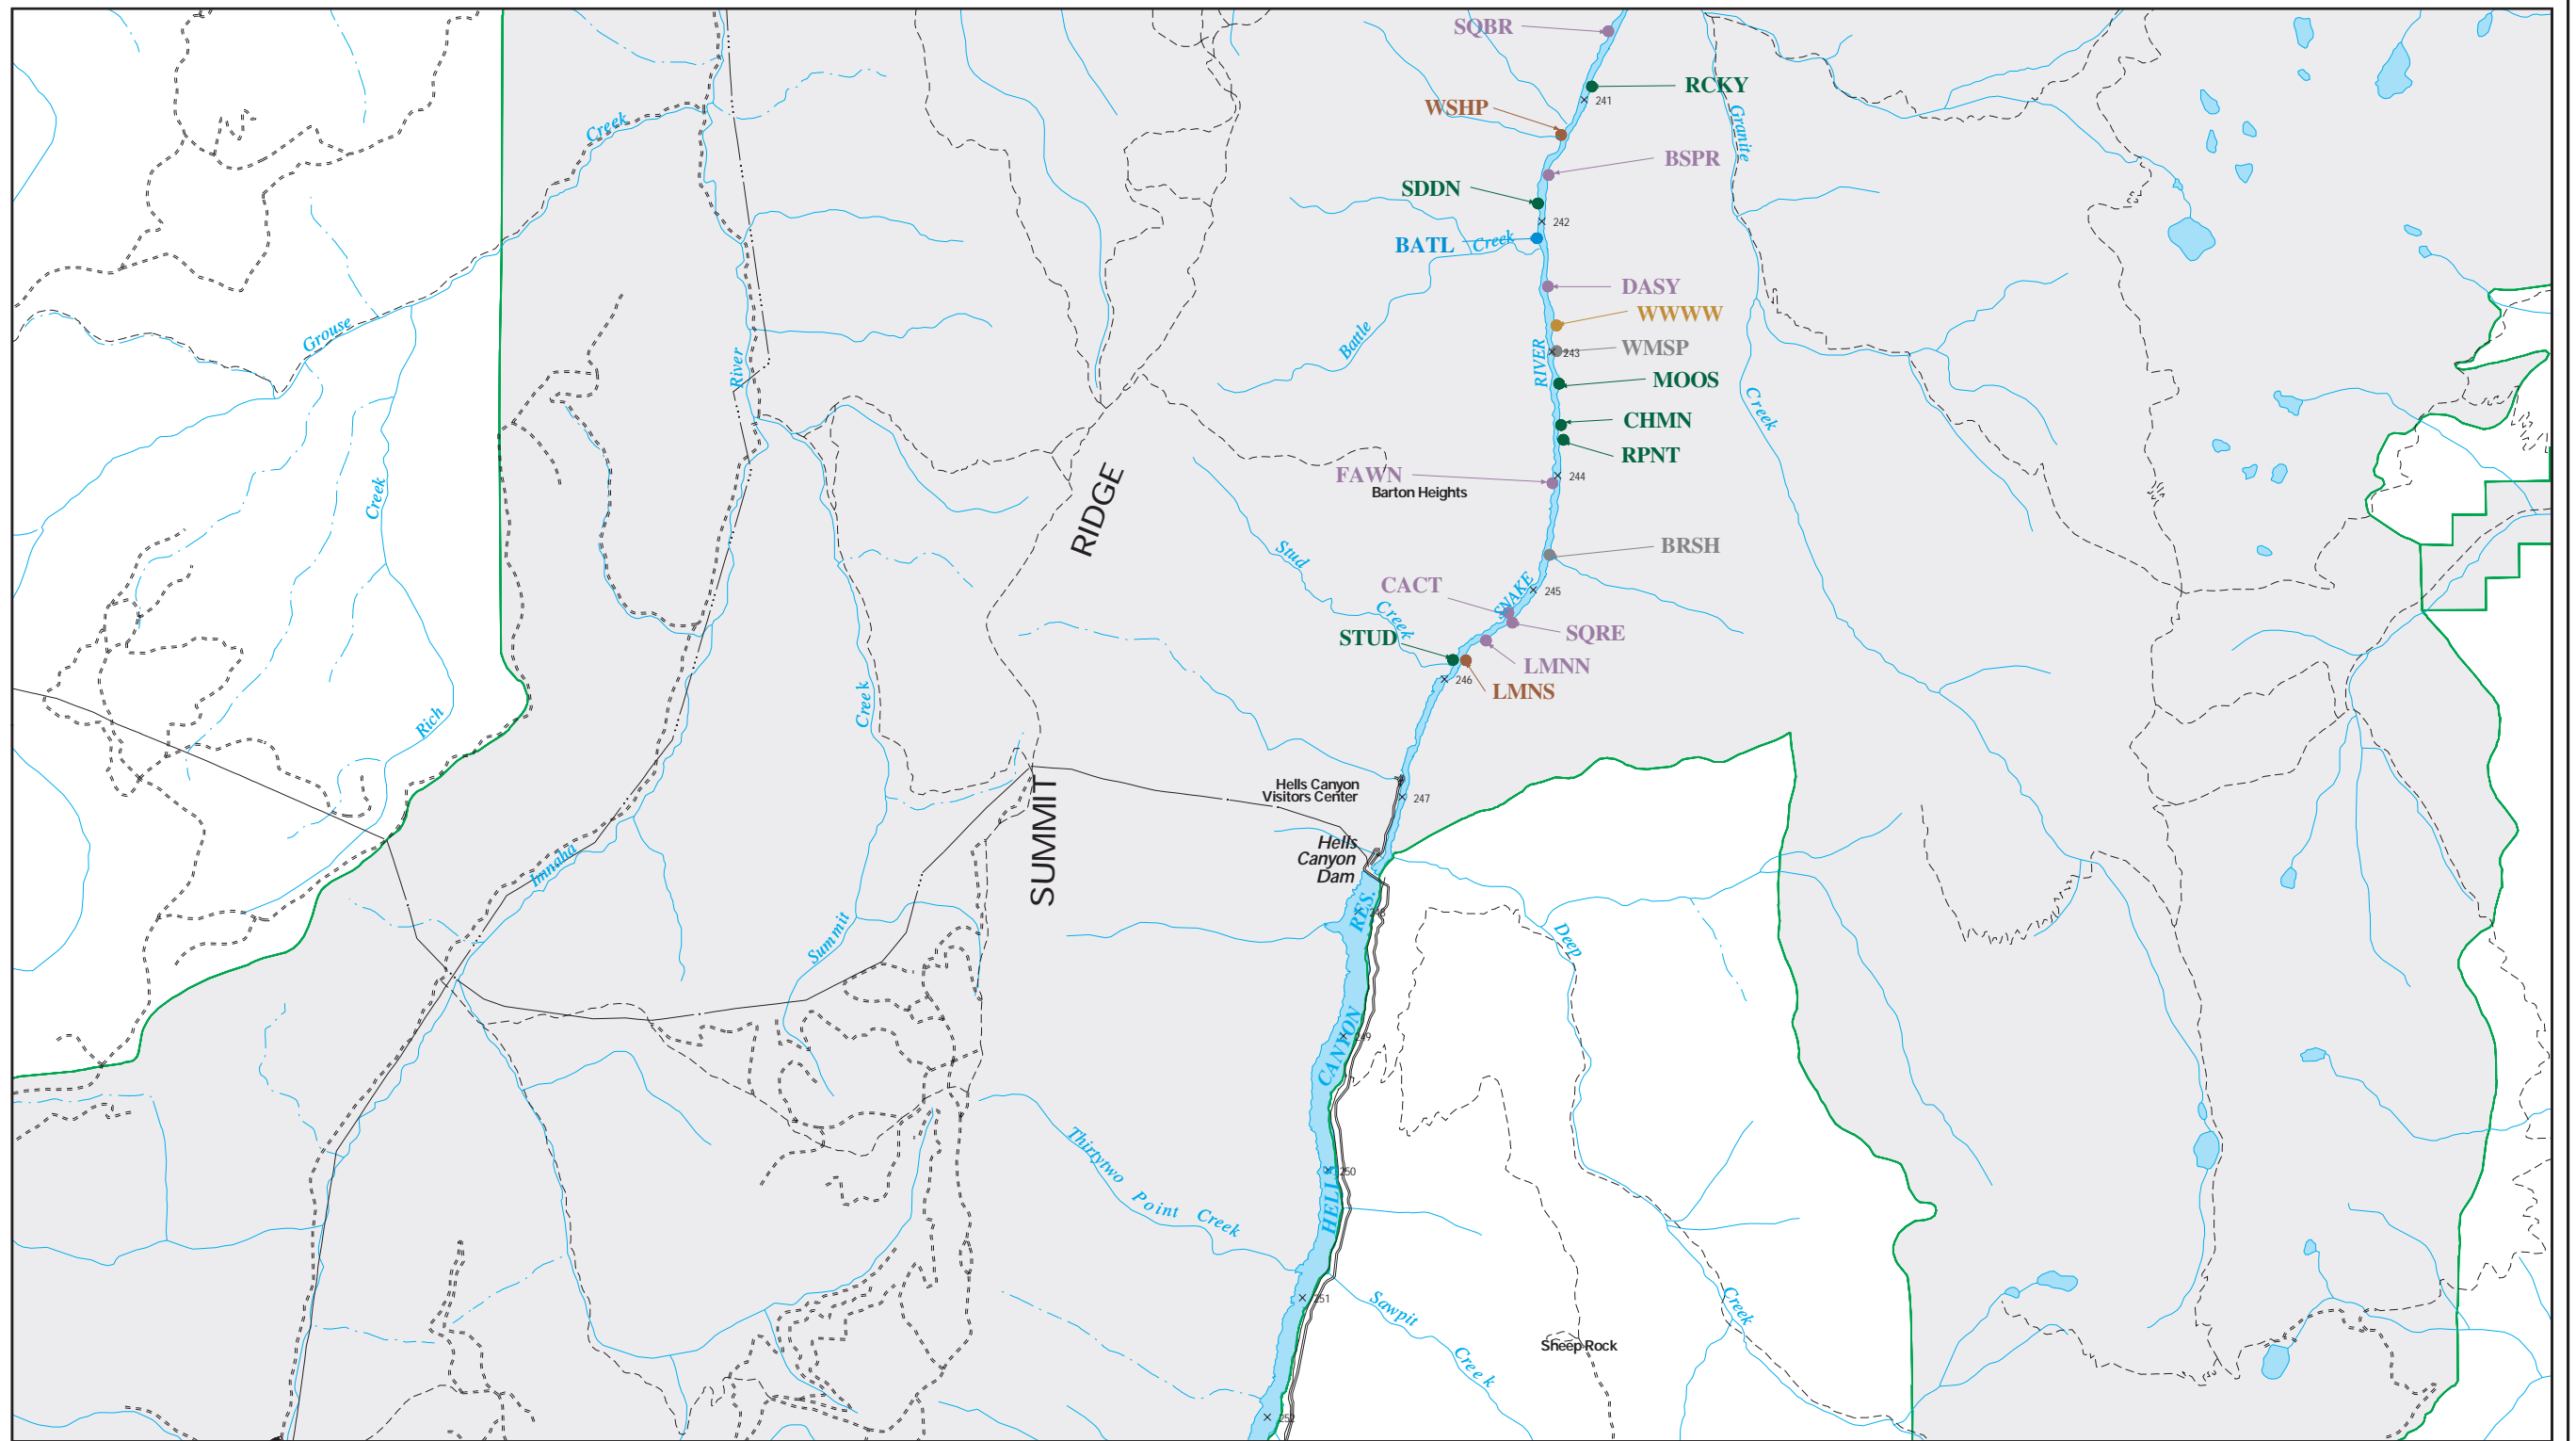 SQBR
RCKY
241
WSHP
Granite
Creek
BSPR
SDDN
242
BATL
Creek
DASY
WWWW
Grouse
Battle
River
RIVER
243
WMSP
MOOS
Creek
CHMN
RPNT
FAWN
244
Barton Heights
Creek
RIDGE
BRSH
Stud
Creek
CACT
SNAKE
245
STUD
SQRE
LMNN
246
LMNS
Creek
Rich
Hells Canyon
Visitors Center
247
SUMMIT
Hells
Canyon
Dam
Imnaha
RES.
248
Summit
Deep
CANYON
249
Thirtytwo Point Creek
250
HELLS
251
Sawpit
Creek
Creek
Sheep Rock
252